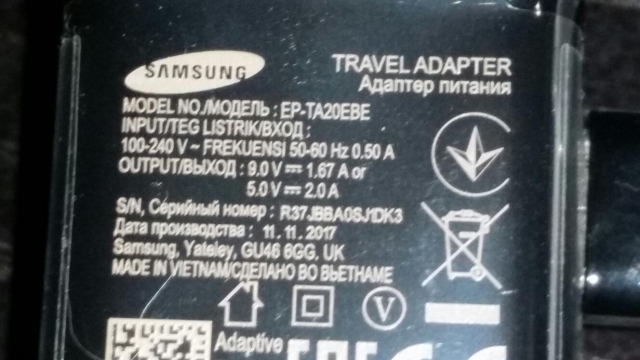 SAMSUNG
TRAVEL ADAPTER
Адаптер питания
MODEL NO./МОДЕЛЬ : EP-TA20EBE
INPUT/TEG LISTRIK/ВХОД :
100-240 V ~ FREKUENSI 50-60 Hz 0.50 A
OUTPUT/ВЫХОД : 9.0 V ⎓ 1.67 A or
5.0 V ⎓ 2.0 A
S/N, Серийный номер : R37JBBA0SJ1DK3
Дата производства : 11. 11. 2017
Samsung, Yateley, GU46 6GG, UK
MADE IN VIETNAM/СДЕЛАНО ВО ВЬЕТНАМЕ
V
Adaptive